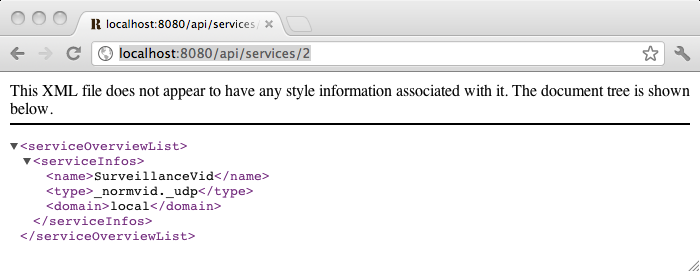 localhost:8080/api/services/
localhost:8080/api/services/2
This XML file does not appear to have any style information associated with it. The document tree is shown
below.
▼<serviceOverviewList>
▼<serviceInfos>
<name>SurveillanceVid</name>
<type>_normvid._udp</type>
<domain>local</domain>
</serviceInfos>
</serviceOverviewList>